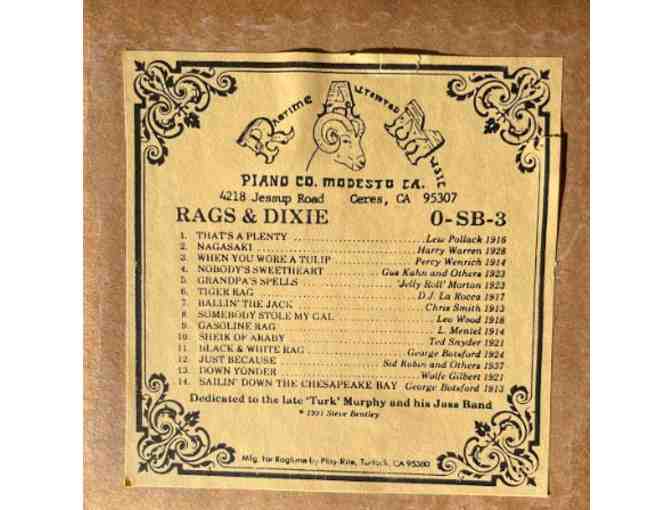 Ragtime Automated Music
PIANO CO. MODESTO CA.
4218 Jessup Road Ceres, CA 95307
RAGS & DIXIE O-SB-3
1. THAT'S A PLENTY Lew Pollack 1916
2. NAGASAKI Harry Warren 1928
3. WHEN YOU WORE A TULIP Percy Wenrich 1914
4. NOBODY'S SWEETHEART Gus Kahn and Others 1923
5. GRANDPA'S SPELLS 'Jelly Roll' Morton 1923
6. TIGER RAG D.J. La Rocca 1917
7. BALLIN' THE JACK Chris Smith 1913
8. SOMEBODY STOLE MY GAL Leo Wood 1918
9. GASOLINE RAG L. Mentel 1914
10. SHEIK OF ARABY Ted Snyder 1921
11. BLACK & WHITE RAG George Botsford 1924
12. JUST BECAUSE Sid Robin and Others 1937
13. DOWN YONDER Wolfe Gilbert 1921
14. SAILIN' DOWN THE CHESAPEAKE BAY George Botsford 1913
Dedicated to the late 'Turk' Murphy and his Jass Band
1991 Steve Bentley
Mfg. for Ragtime by Play-Rite, Turlock, CA 95380